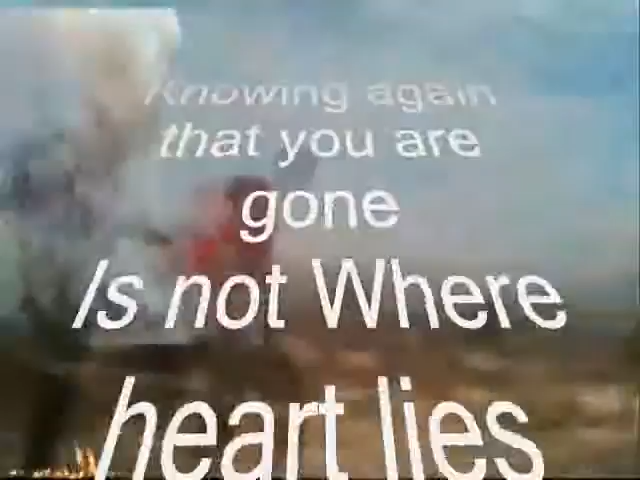 Knowing again
that you are
gone
Is not Where
heart lies